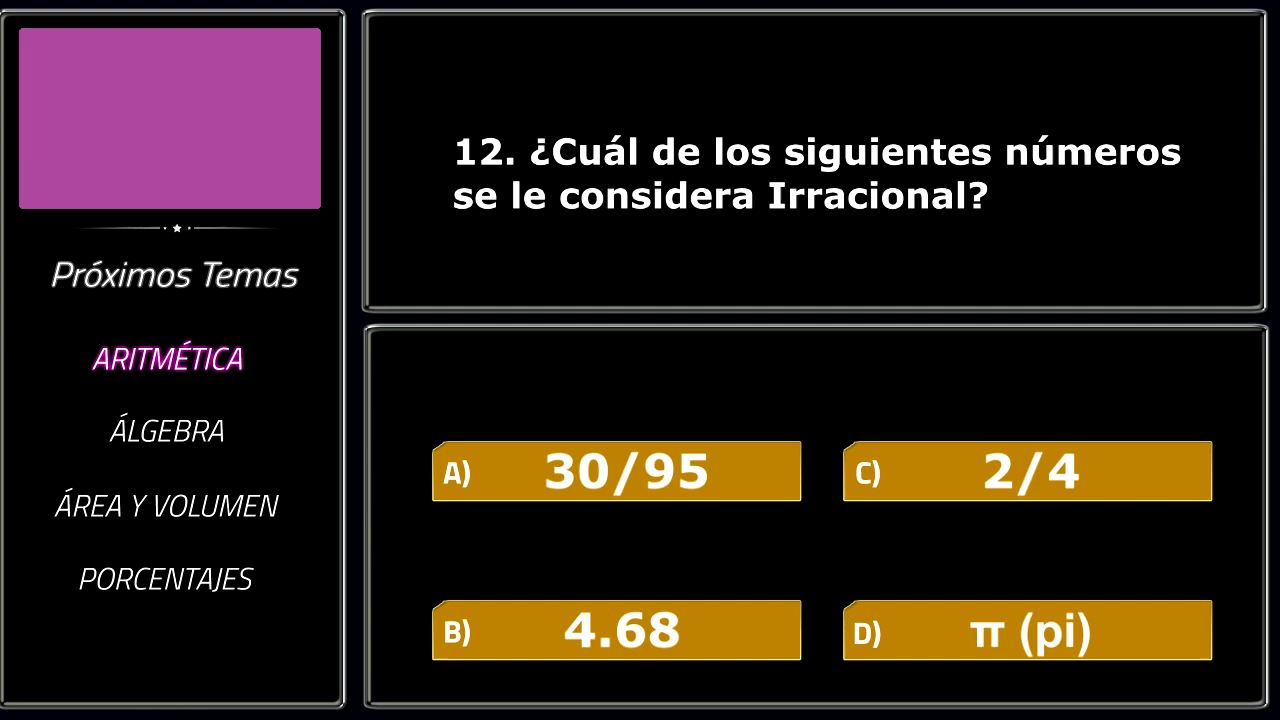 Próximos Temas
ARITMÉTICA
ÁLGEBRA
ÁREA Y VOLUMEN
PORCENTAJES
12. ¿Cuál de los siguientes números
se le considera Irracional?
A) 30/95
B) 4.68
C) 2/4
D) π (pi)